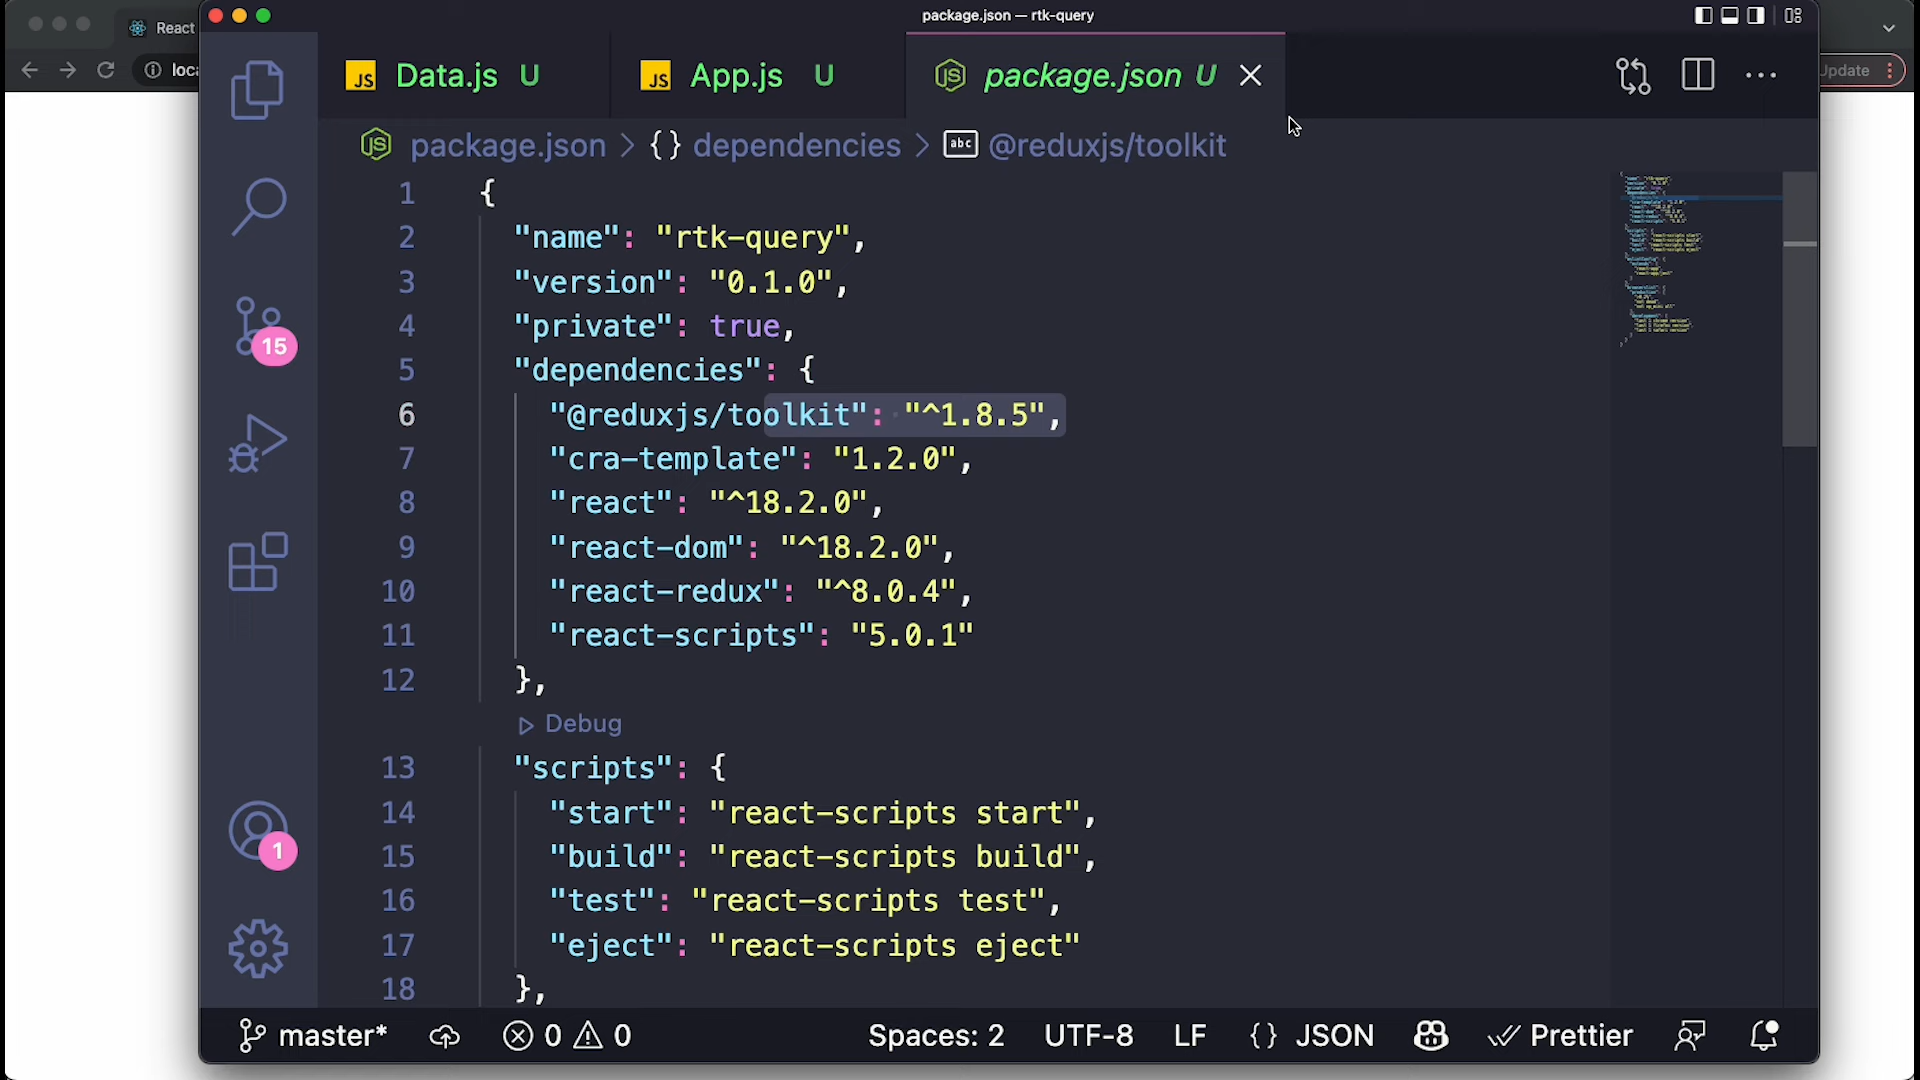 package.json — rtk-query
React
loc
Update
Data.js U
App.js U
package.json U
package.json > {} dependencies > abc @reduxjs/toolkit
1 {
2 "name": "rtk-query",
3 "version": "0.1.0",
4 "private": true,
5 "dependencies": {
6 "@reduxjs/toolkit": "^1.8.5",
7 "cra-template": "1.2.0",
8 "react": "^18.2.0",
9 "react-dom": "^18.2.0",
10 "react-redux": "^8.0.4",
11 "react-scripts": "5.0.1"
12 },
Debug
13 "scripts": {
14 "start": "react-scripts start",
15 "build": "react-scripts build",
16 "test": "react-scripts test",
17 "eject": "react-scripts eject"
18 },
15
1
master* 0 0 Spaces: 2 UTF-8 LF {} JSON Prettier